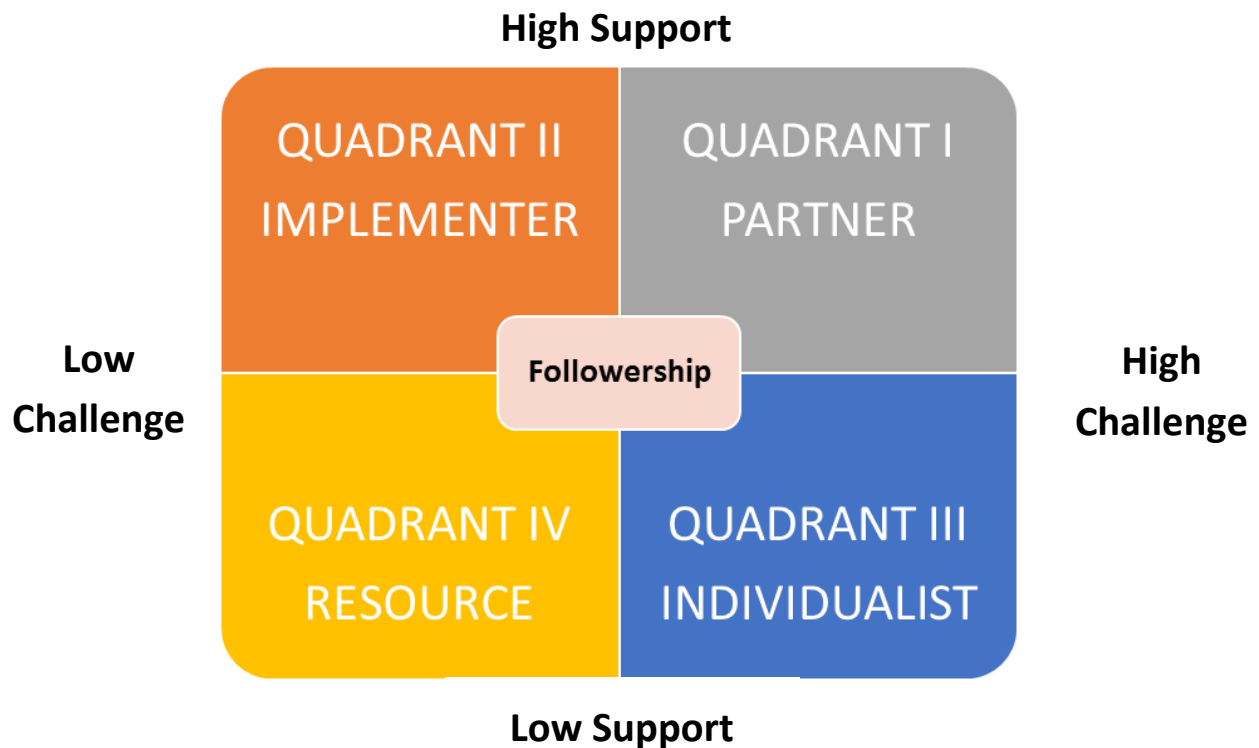 High Support
QUADRANT II
IMPLEMENTER
QUADRANT I
PARTNER
Low
Challenge
Followership
High
Challenge
QUADRANT IV
RESOURCE
QUADRANT III
INDIVIDUALIST
Low Support